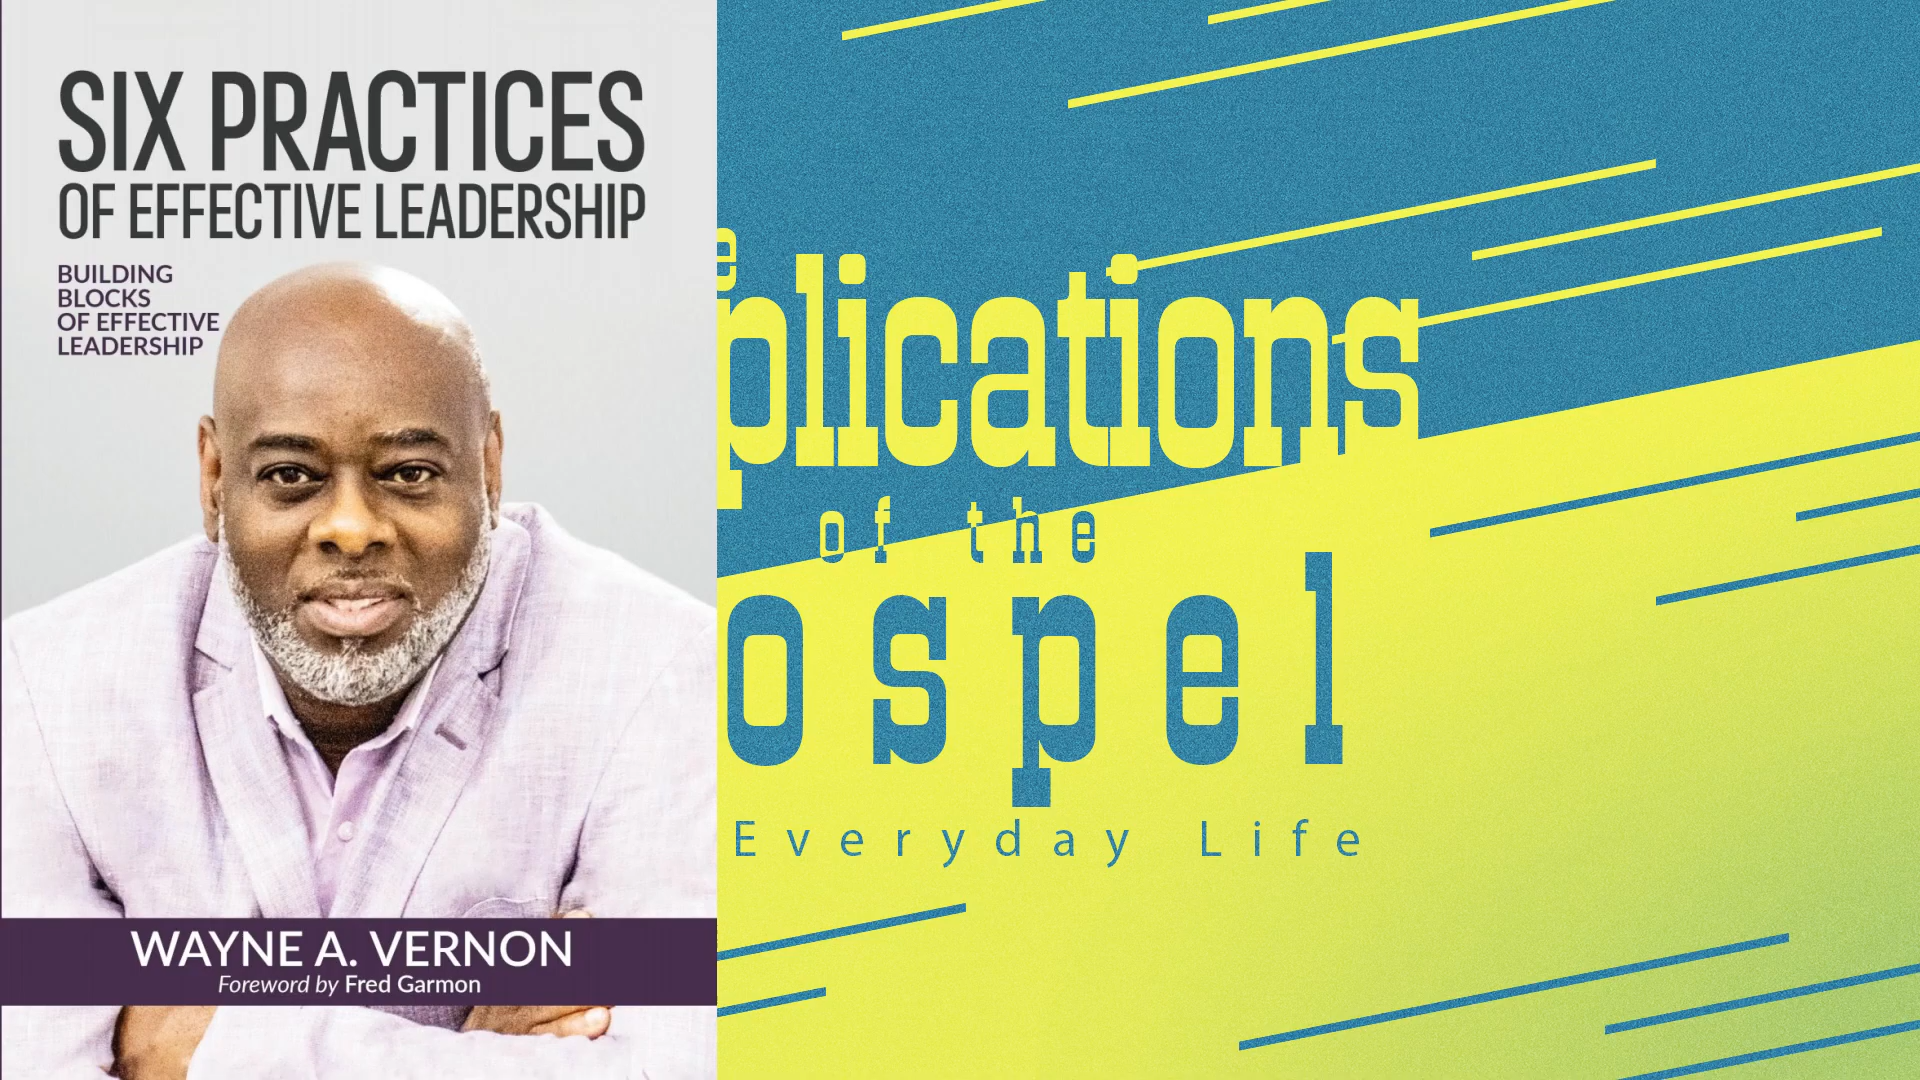 SIX PRACTICES
OF EFFECTIVE LEADERSHIP
BUILDING
BLOCKS
OF EFFECTIVE
LEADERSHIP
WAYNE A. VERNON
Foreword by Fred Garmon
e
plications
of the
ospel
Everyday Life